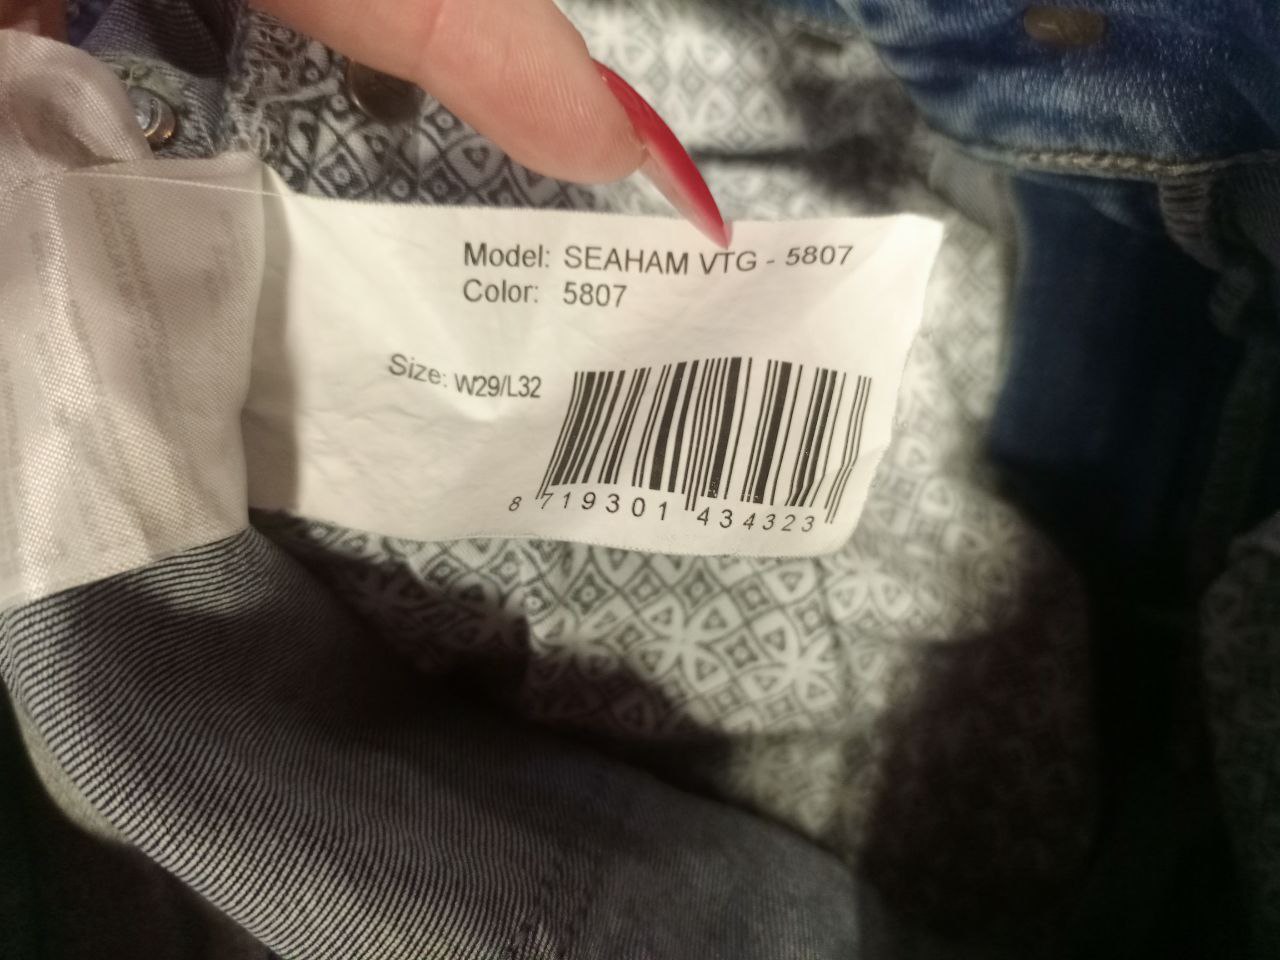 Model: SEAHAM VTG - 5807
Color: 5807
Size: W29/L32
8 719301 434323